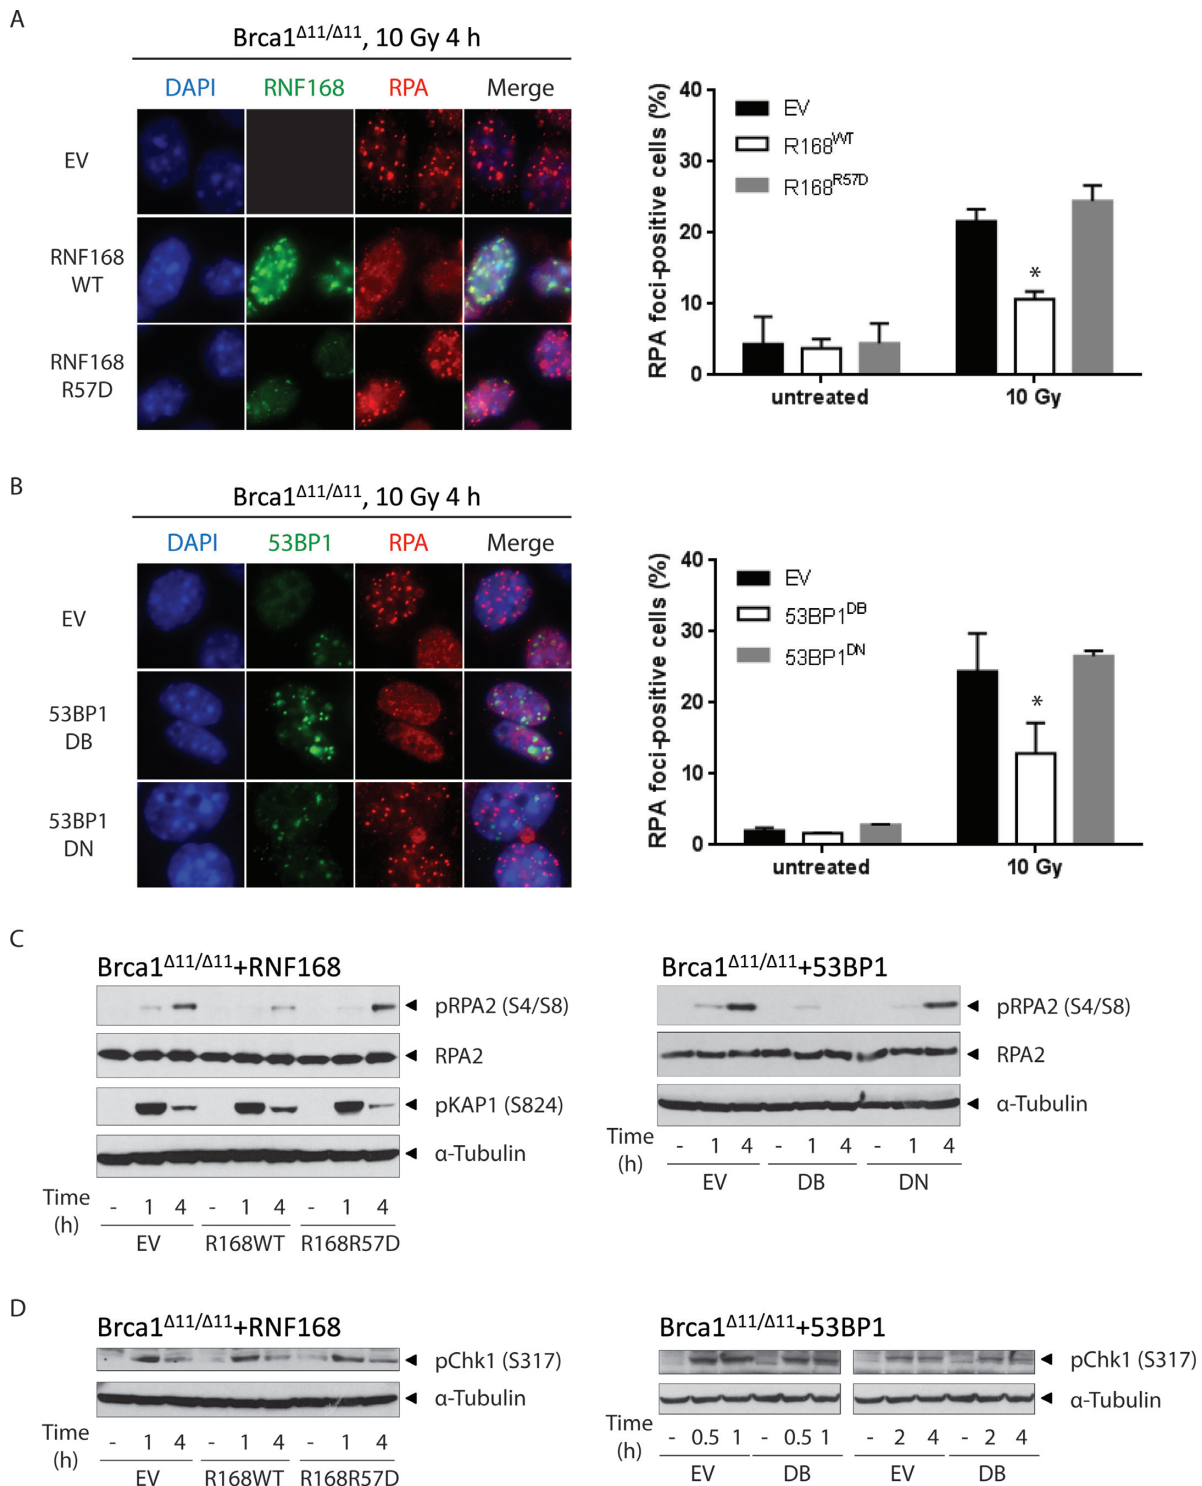 A
Brca1Δ11/Δ11, 10 Gy 4 h
DAPI RNF168 RPA Merge
EV
RNF168
WT
RNF168
R57D
RPA foci-positive cells (%)
40
30
20
10
0
EV
R168WT
R168R57D
*
untreated 10 Gy
B
Brca1Δ11/Δ11, 10 Gy 4 h
DAPI 53BP1 RPA Merge
EV
53BP1
DB
53BP1
DN
RPA foci-positive cells (%)
40
30
20
10
0
EV
53BP1DB
53BP1DN
*
untreated 10 Gy
C
Brca1Δ11/Δ11+RNF168
pRPA2 (S4/S8)
RPA2
pKAP1 (S824)
α-Tubulin
Time
(h)
- 1 4 - 1 4 - 1 4
EV R168WT R168R57D
Brca1Δ11/Δ11+53BP1
pRPA2 (S4/S8)
RPA2
α-Tubulin
Time
(h)
- 1 4 - 1 4 - 1 4
EV DB DN
D
Brca1Δ11/Δ11+RNF168
pChk1 (S317)
α-Tubulin
Time
(h)
- 1 4 - 1 4 - 1 4
EV R168WT R168R57D
Brca1Δ11/Δ11+53BP1
pChk1 (S317)
α-Tubulin
Time
(h)
- 0.5 1 - 0.5 1 - 2 4 - 2 4
EV DB EV DB